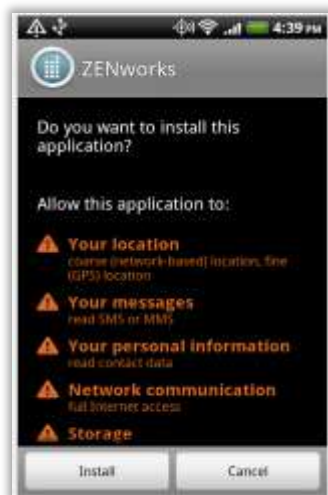 4:39 PM
ZENworks
Do you want to install this
application?
Allow this application to:
Your location
coarse (network-based) location, fine
(GPS) location
Your messages
read SMS or MMS
Your personal information
read contact data
Network communication
full Internet access
Storage
Install
Cancel